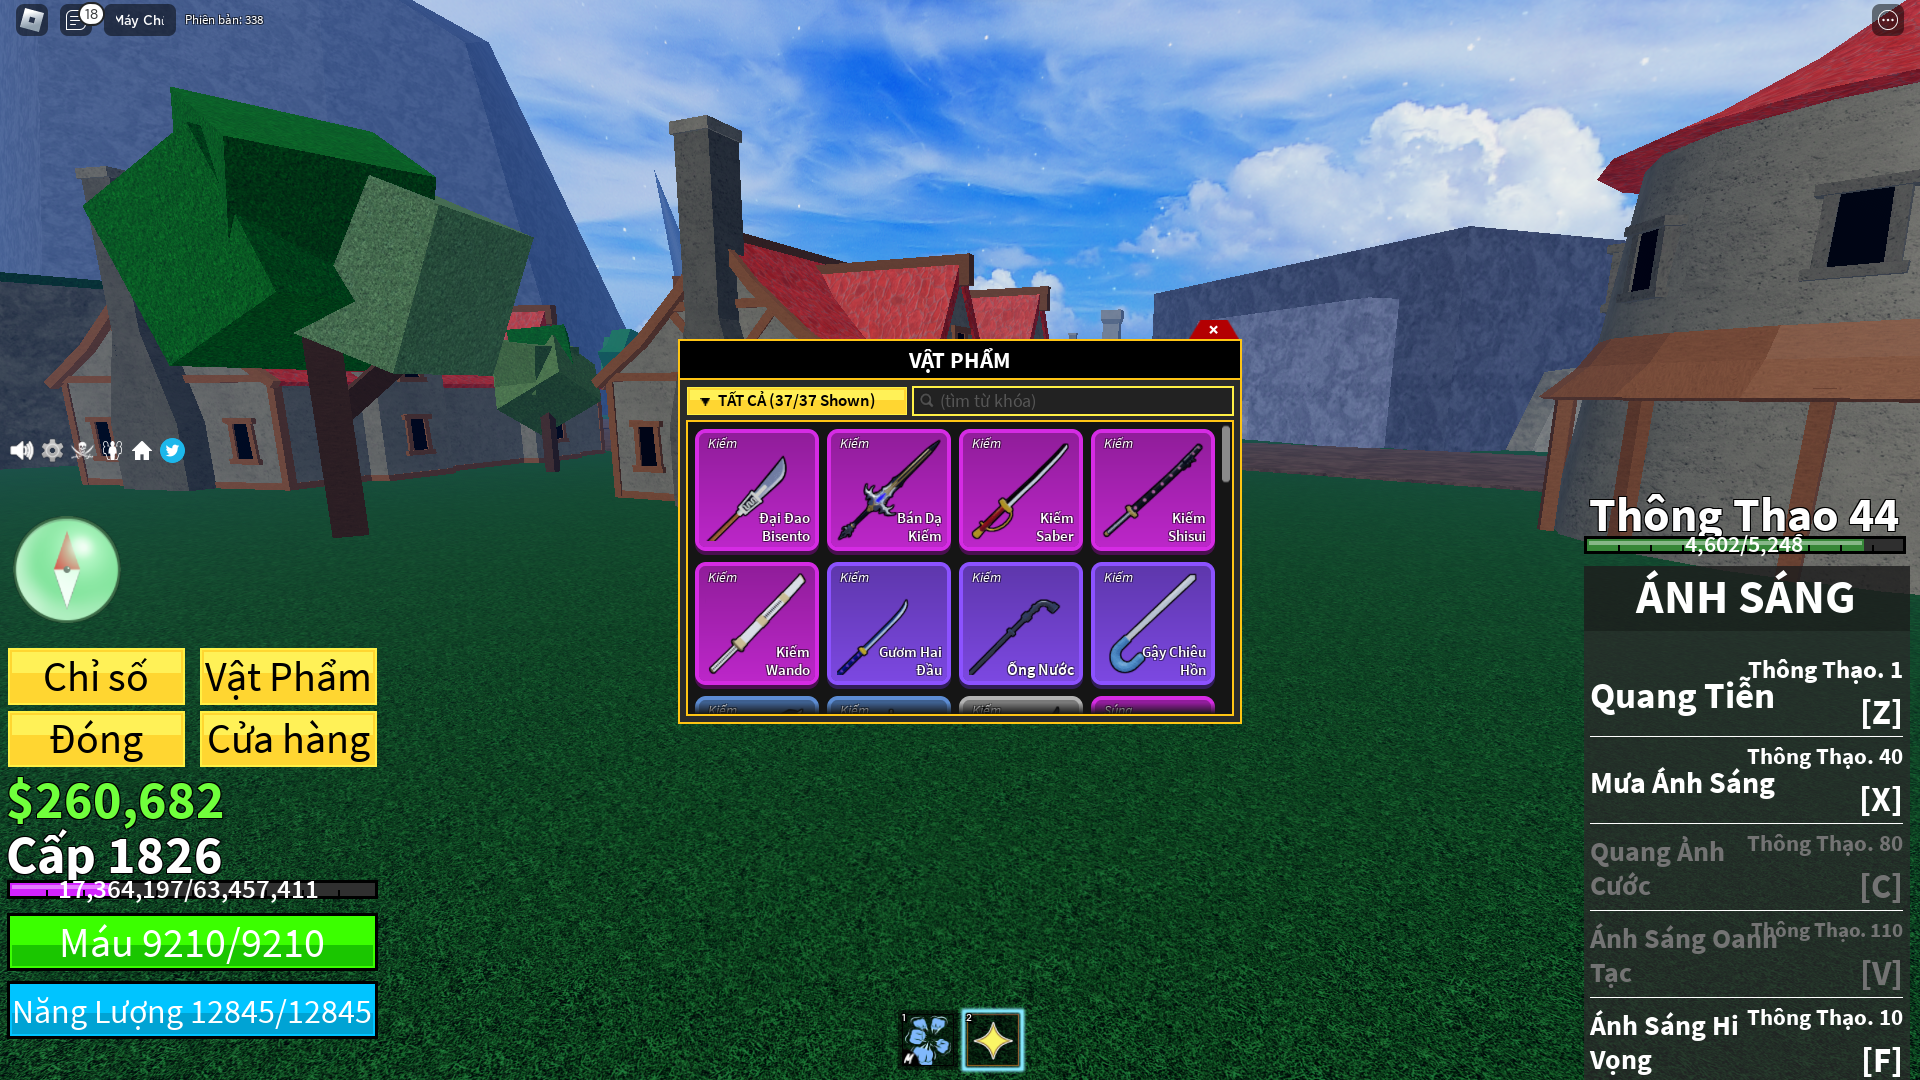 18
Máy Chủ
Phiên bản: 338
VẬT PHẨM
▼ TẤT CẢ (37/37 Shown)
(tìm từ khóa)
Kiếm
Đại Đao
Bisento
Kiếm
Bán Dạ
Kiếm
Kiếm
Kiếm
Saber
Kiếm
Kiếm
Shisui
Kiếm
Kiếm
Wando
Kiếm
Gươm Hai
Đầu
Kiếm
Ống Nước
Kiếm
Gậy Chiêu
Hồn
Kiếm
Kiếm
Kiếm
Súng
Chỉ số
Vật Phẩm
Đóng
Cửa hàng
$260,682
Cấp 1826
17,364,197/63,457,411
Máu 9210/9210
Năng Lượng 12845/12845
1
2
Thông Thạo 44
4,602/5,248
ÁNH SÁNG
Thông Thạo. 1
Quang Tiễn
[Z]
Thông Thạo. 40
Mưa Ánh Sáng
[X]
Thông Thạo. 80
Quang Ảnh
Cước
[C]
Thông Thạo. 110
Ánh Sáng Oanh
Tạc
[V]
Thông Thạo. 10
Ánh Sáng Hi
Vọng
[F]